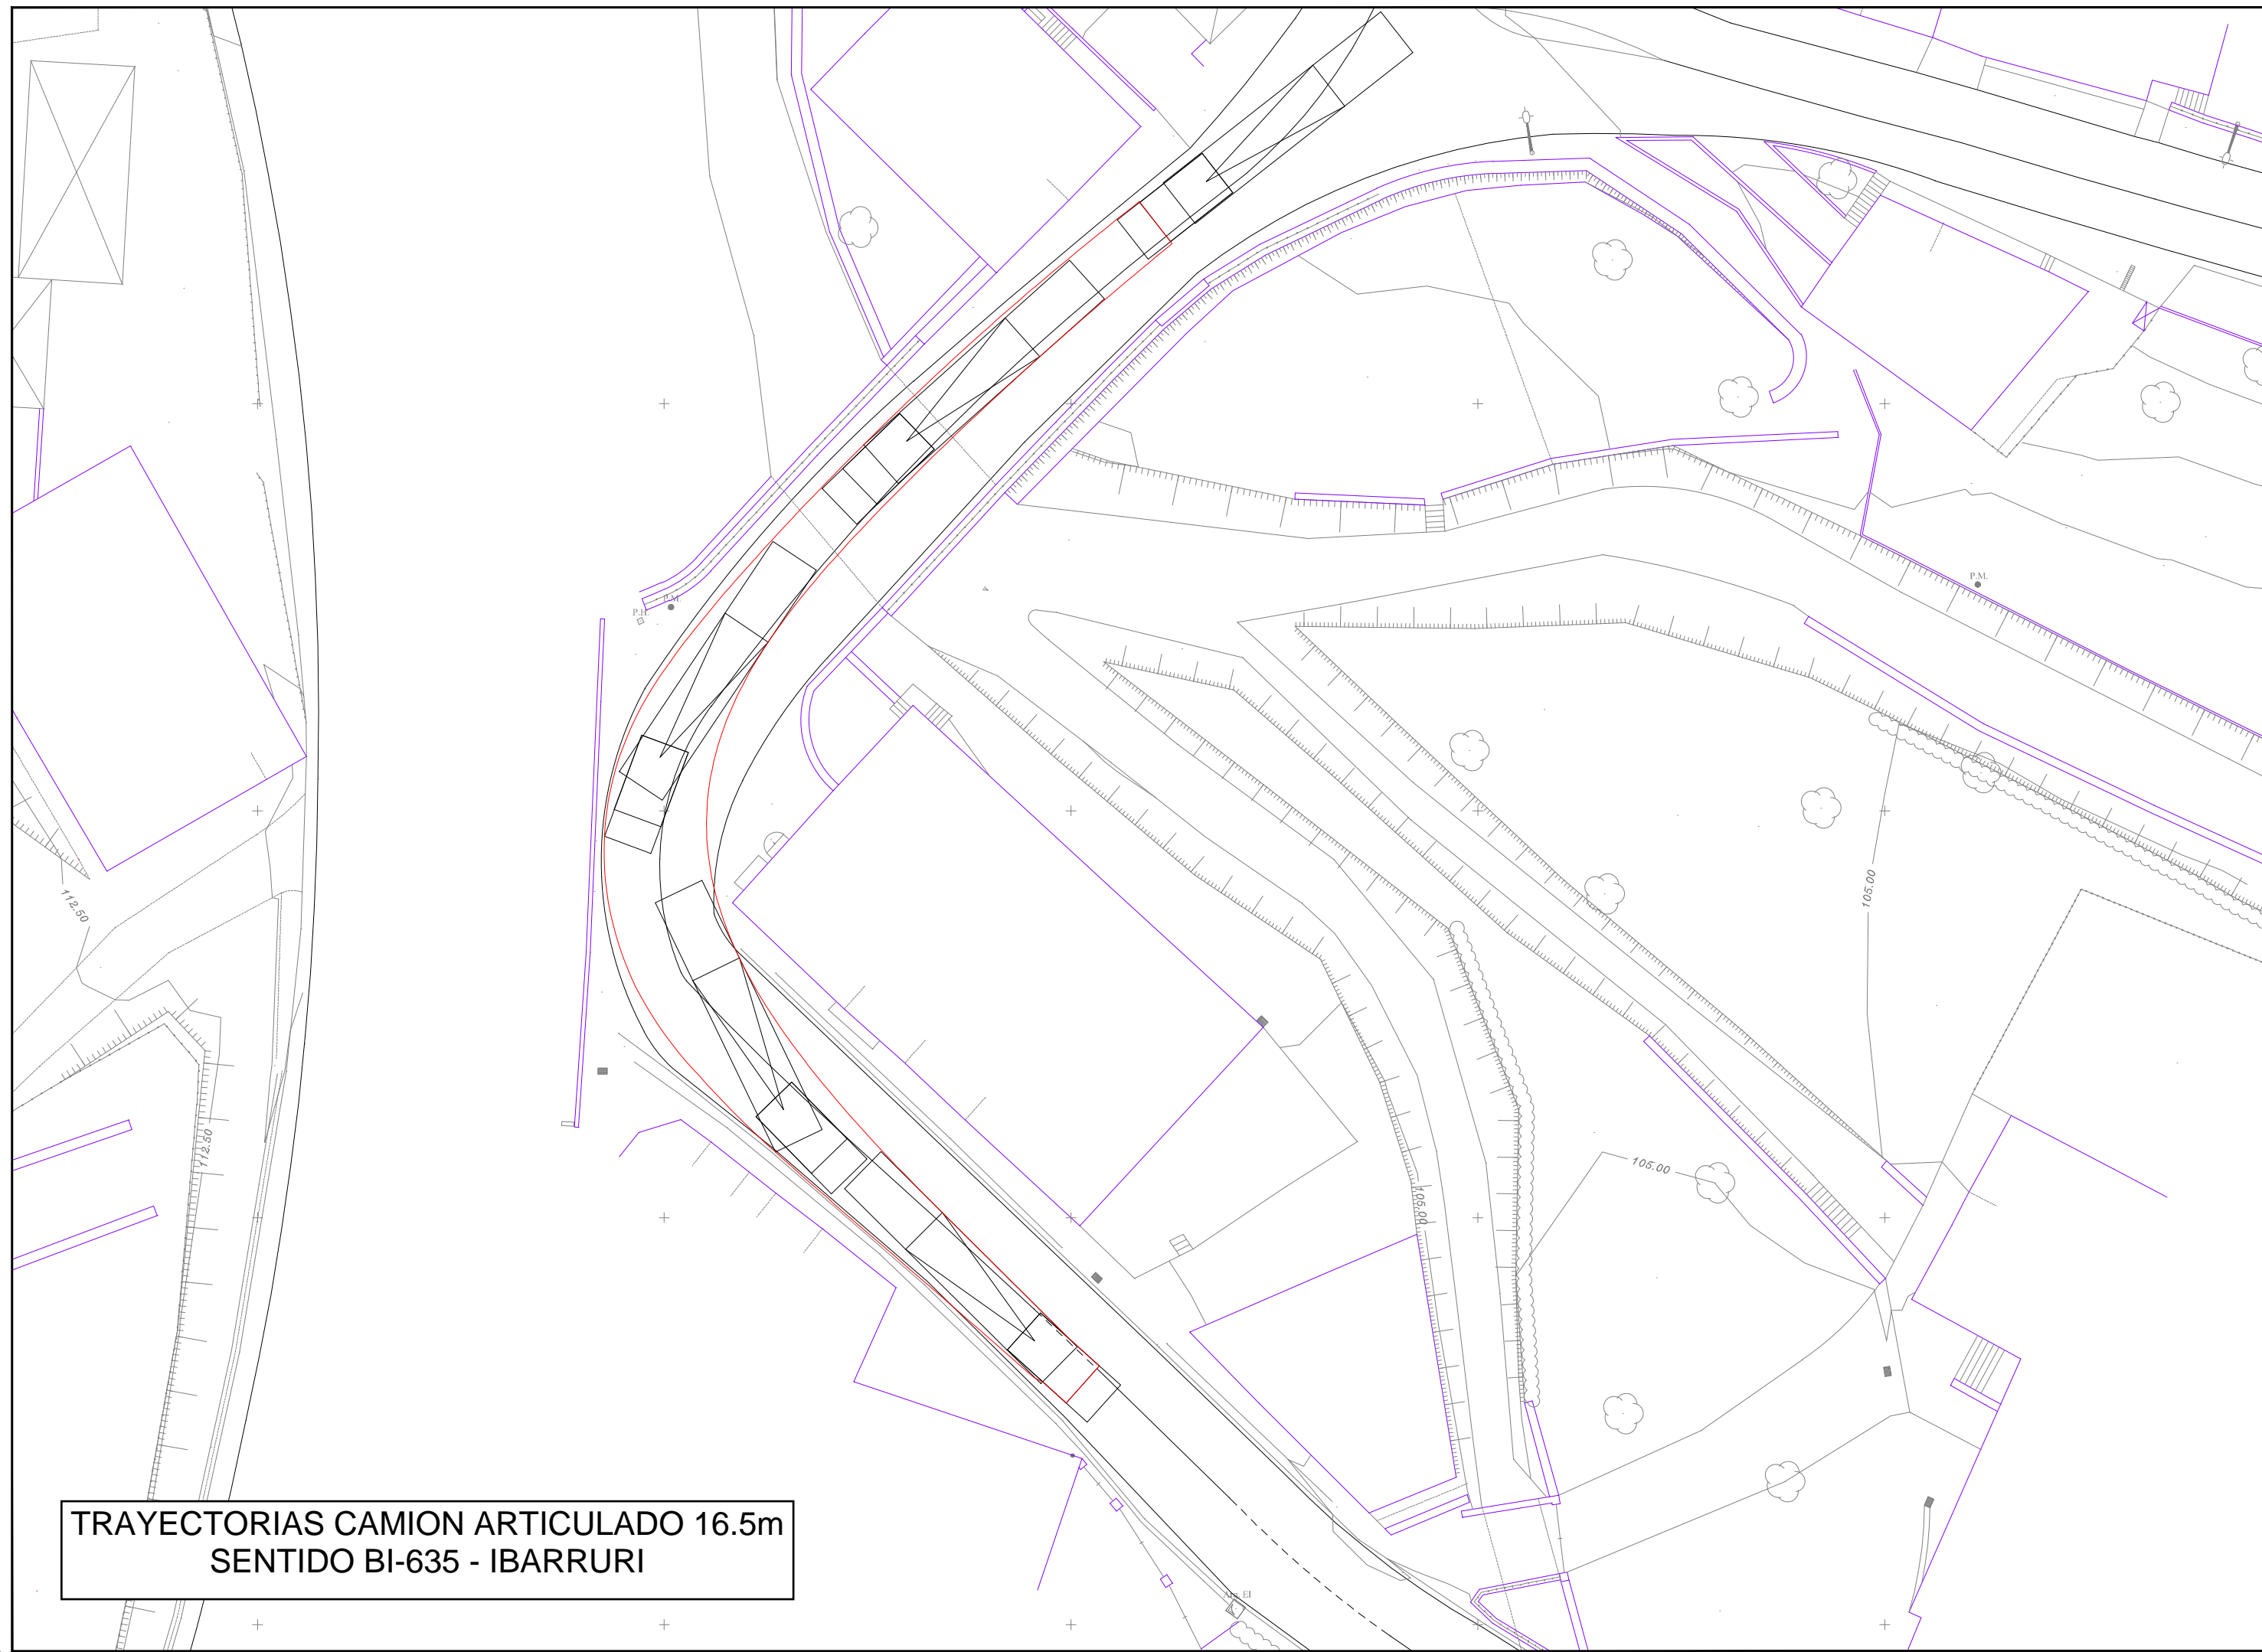 P.M.
P.M.
P.H.
112.50
105.00
105.00
112.50
105.00
TRAYECTORIAS CAMION ARTICULADO 16.5m
SENTIDO BI-635 - IBARRURI
El